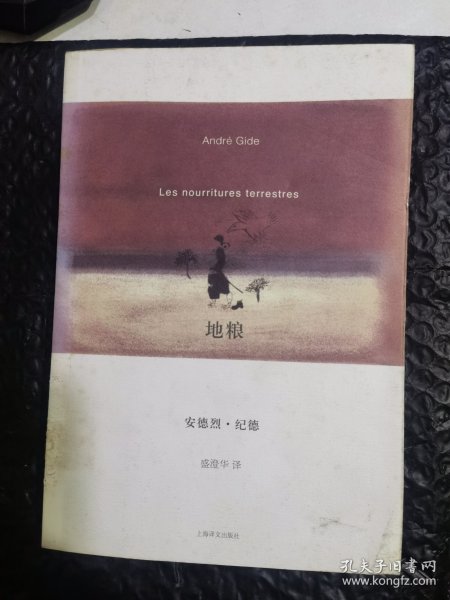 André Gide
Les nourritures terrestres
地粮
安德烈·纪德
盛澄华 译
上海译文出版社
孔夫子旧书网
www.kongfz.com